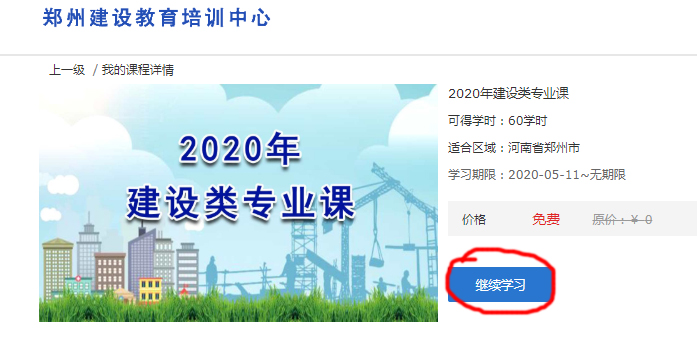 郑州建设教育培训中心
上一级 / 我的课程详情
2020年
建设类专业课
2020年建设类专业课
可得学时：60学时
适合区域：河南省郑州市
学习期限：2020-05-11~无期限
价格 免费 原价：¥ 0
继续学习